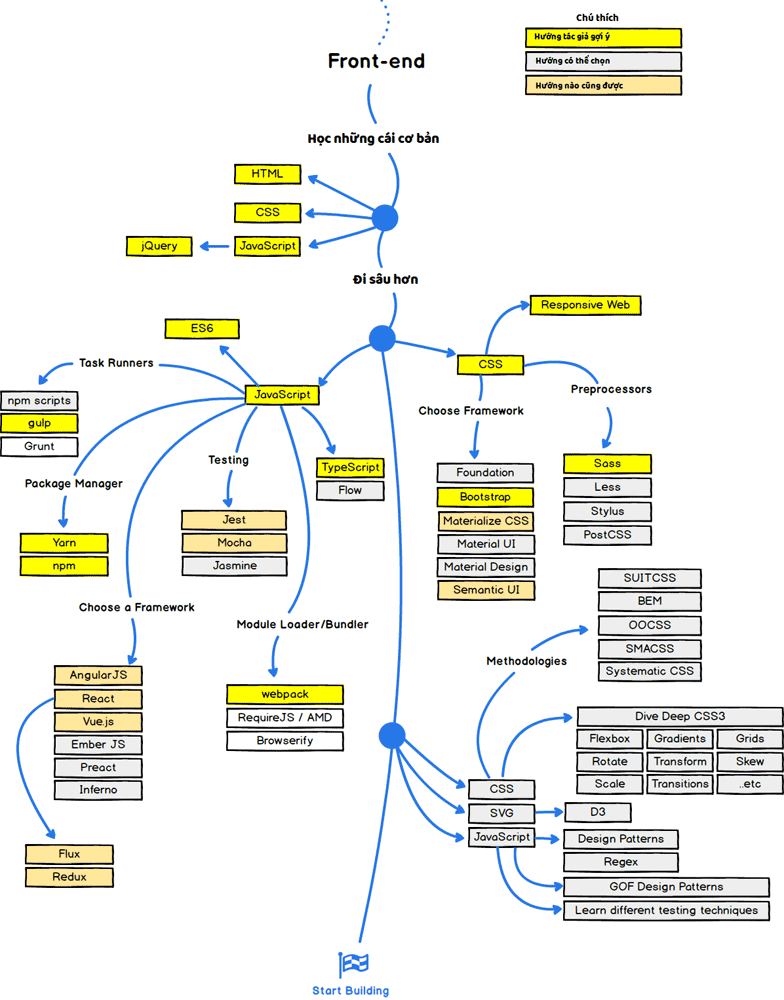 Chú thích
Hướng tác giả gợi ý
Hướng có thể chọn
Hướng nào cũng được
Front-end
Học những cái cơ bản
HTML
CSS
JavaScript
jQuery
Đi sâu hơn
Responsive Web
CSS
Preprocessors
Sass
Less
Stylus
PostCSS
Choose Framework
Foundation
Bootstrap
Materialize CSS
Material UI
Material Design
Semantic UI
ES6
JavaScript
Task Runners
npm scripts
gulp
Grunt
Package Manager
Yarn
npm
Testing
Jest
Mocha
Jasmine
TypeScript
Flow
Choose a Framework
AngularJS
React
Vue.js
Ember JS
Preact
Inferno
Flux
Redux
Module Loader/Bundler
webpack
RequireJS / AMD
Browserify
Methodologies
SUITCSS
BEM
OOCSS
SMACSS
Systematic CSS
Dive Deep CSS3
Flexbox Gradients Grids
Rotate Transform Skew
Scale Transitions ..etc
CSS
SVG
D3
JavaScript
Design Patterns
Regex
GOF Design Patterns
Learn different testing techniques
Start Building